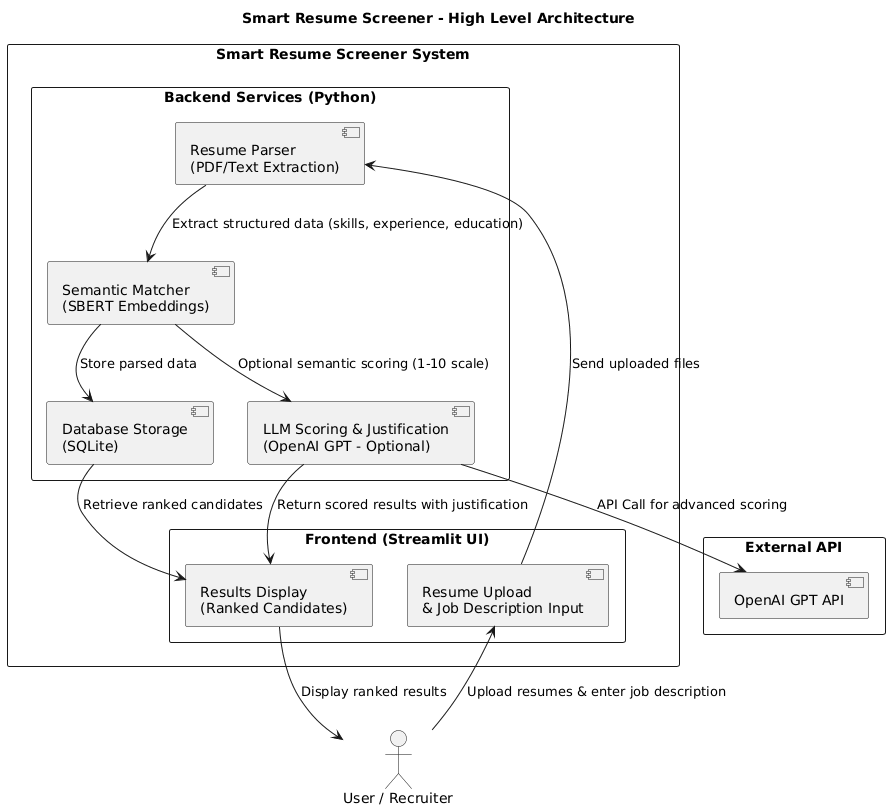 Smart Resume Screener - High Level Architecture
Smart Resume Screener System
Backend Services (Python)
Resume Parser
(PDF/Text Extraction)
Extract structured data (skills, experience, education)
Semantic Matcher
(SBERT Embeddings)
Store parsed data
Optional semantic scoring (1-10 scale)
Send uploaded files
Database Storage
(SQLite)
LLM Scoring & Justification
(OpenAI GPT - Optional)
Retrieve ranked candidates
Return scored results with justification
API Call for advanced scoring
Frontend (Streamlit UI)
Results Display
(Ranked Candidates)
Resume Upload
& Job Description Input
External API
OpenAI GPT API
Display ranked results
Upload resumes & enter job description
User / Recruiter